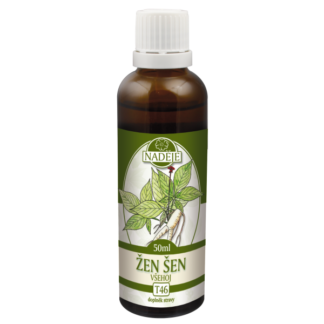 NADĚJE
50ml
ŽEN ŠEN
VŠEHOJ
T46
doplněk stravy